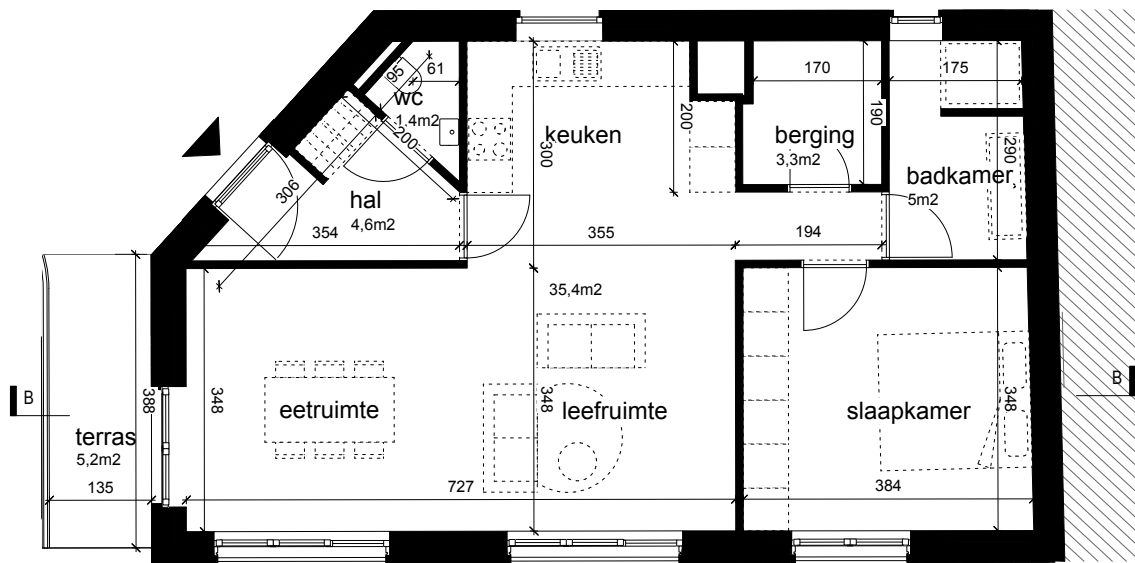 95
61
wc
1,4m2
200
306
hal
4,6m2
354
keuken
300
200
355
170
190
berging
3,3m2
175
290
badkamer
5m2
194
35,4m2
B
388
terras
5,2m2
135
348
eetruimte
348
leefruimte
727
slaapkamer
348
384
B